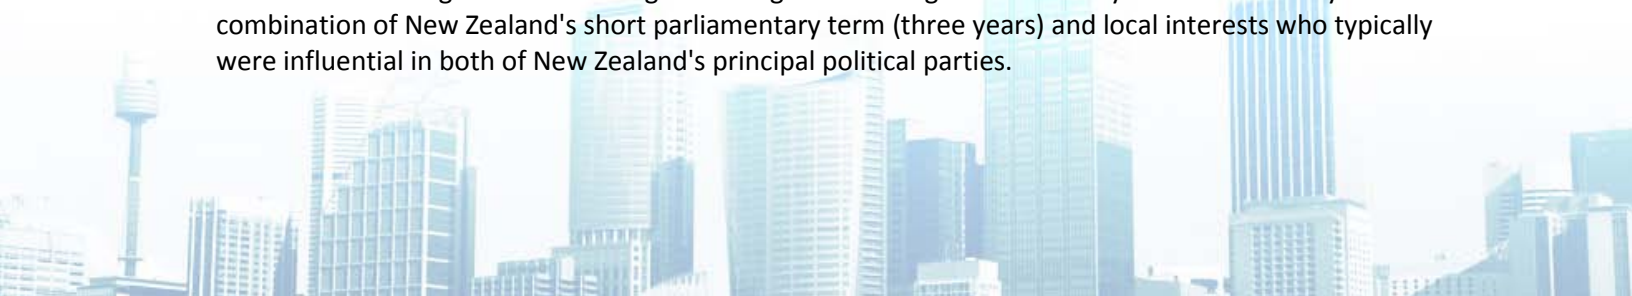 combination of New Zealand's short parliamentary term (three years) and local interests who typically
were influential in both of New Zealand's principal political parties.